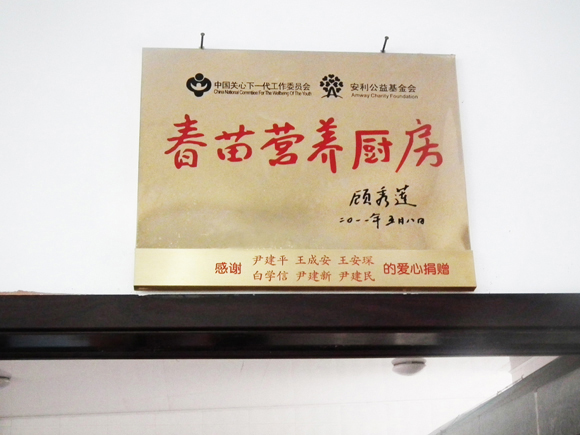 中国关心下一代工作委员会
China National Committee For The Wellbeing Of The Youth
安利公益基金会
Amway Charity Foundation
春苗营养厨房
顾秀莲
二〇一一年五月八日
感谢 尹建平 王成安 王安琛
白学信 尹建新 尹建民 的爱心捐赠